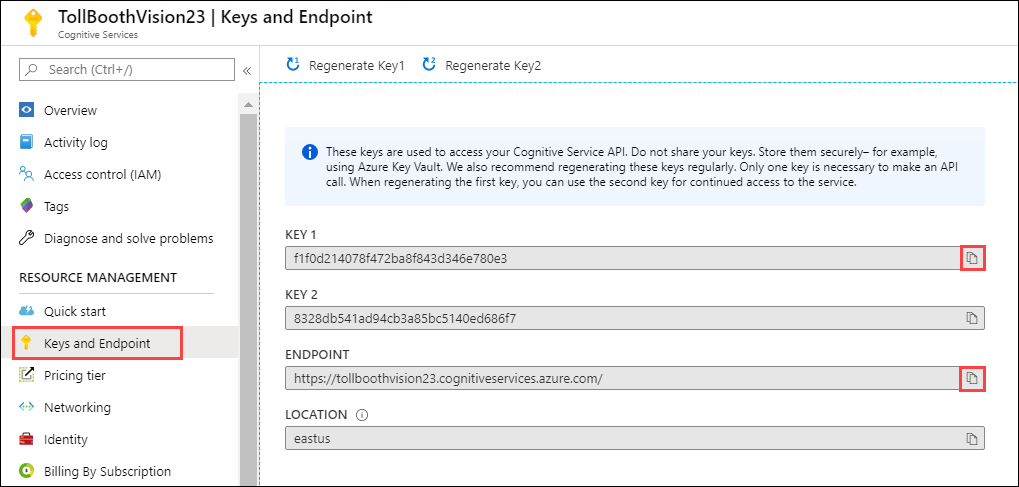 TollBoothVision23 | Keys and Endpoint
Cognitive Services
Search (Ctrl+/)
«
Regenerate Key1
Regenerate Key2
Overview
Activity log
Access control (IAM)
Tags
Diagnose and solve problems
RESOURCE MANAGEMENT
Quick start
Keys and Endpoint
Pricing tier
Networking
Identity
Billing By Subscription
These keys are used to access your Cognitive Service API. Do not share your keys. Store them securely– for example,
using Azure Key Vault. We also recommend regenerating these keys regularly. Only one key is necessary to make an API
call. When regenerating the first key, you can use the second key for continued access to the service.
KEY 1
f1f0d214078f472ba8f843d346e780e3
KEY 2
8328db541ad94cb3a85bc5140ed686f7
ENDPOINT
https://tollboothvision23.cognitiveservices.azure.com/
LOCATION
eastus